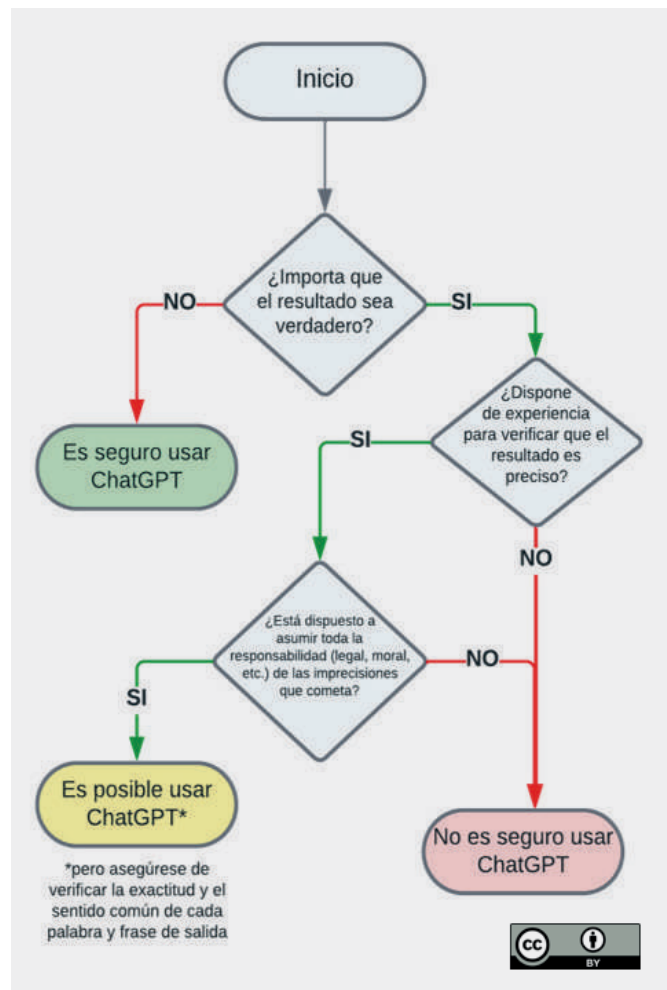 Inicio
¿Importa que
el resultado sea
verdadero?
NO
SI
¿Dispone
de experiencia
para verificar que el
resultado es
preciso?
Es seguro usar
ChatGPT
SI
NO
¿Está dispuesto a
asumir toda la
responsabilidad (legal, moral,
etc.) de las imprecisiones
que cometa?
NO
SI
Es posible usar
ChatGPT*
No es seguro usar
ChatGPT
*pero asegúrese de
verificar la exactitud y el
sentido común de cada
palabra y frase de salida
cc
BY